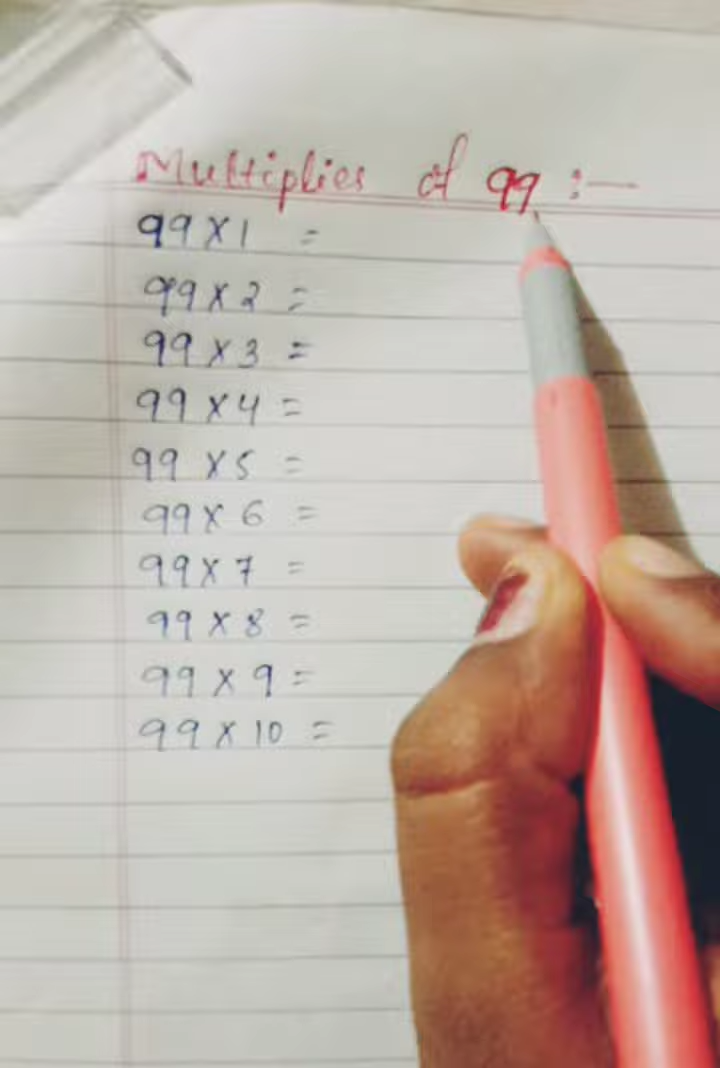 Multiplies of 99 :-
99 X 1 =
99 X 2 =
99 X 3 =
99 X 4 =
99 X 5 =
99 X 6 =
99 X 7 =
99 X 8 =
99 X 9 =
99 X 10 =